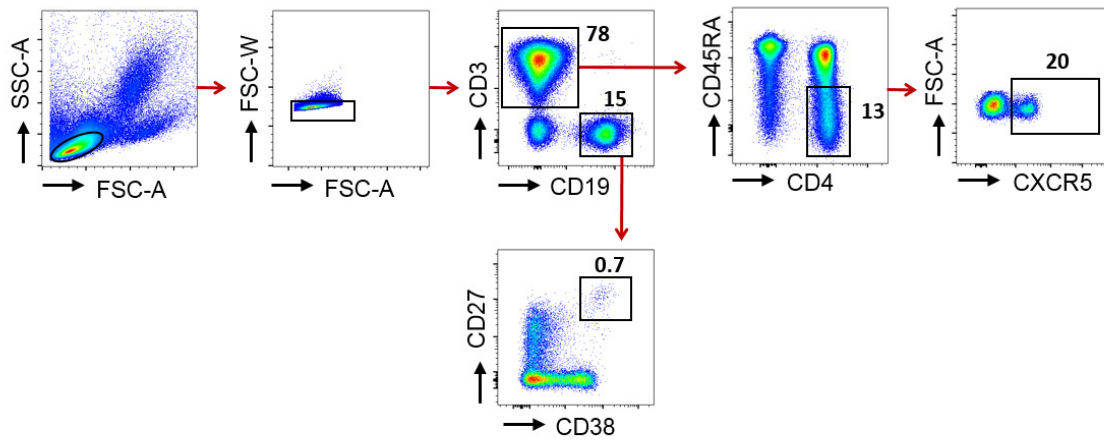 SSC-A
FSC-A
FSC-W
FSC-A
CD3
78
15
CD19
CD45RA
13
CD4
FSC-A
20
CXCR5
CD27
0.7
CD38